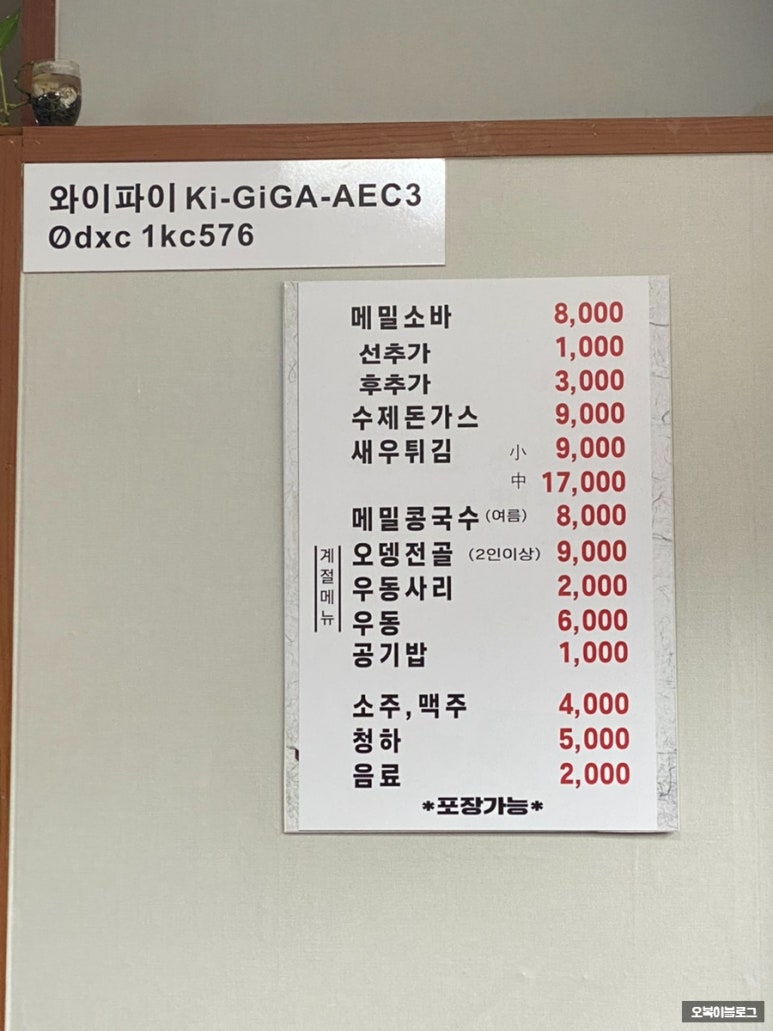 와이파이 Ki-GiGA-AEC3
0dxc 1kc576
메밀소바 8,000
선추가 1,000
후추가 3,000
수제돈가스 9,000
새우튀김 小 9,000
中 17,000
메밀콩국수 (여름) 8,000
계절메뉴
오뎅전골 (2인이상) 9,000
우동사리 2,000
우동 6,000
공기밥 1,000
소주, 맥주 4,000
청하 5,000
음료 2,000
*포장가능*
오복이블로그